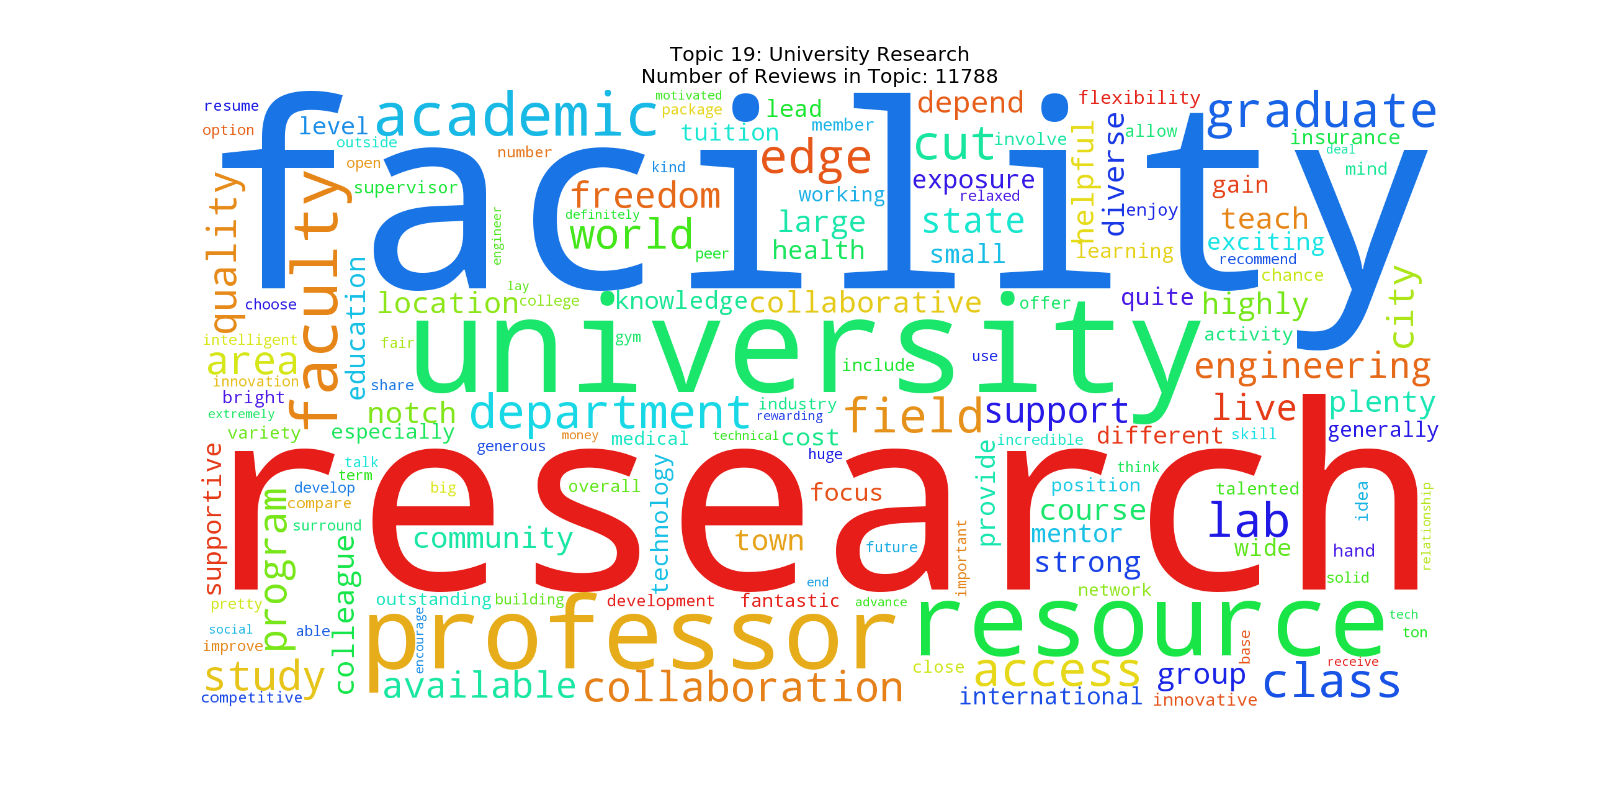 Topic 19: University Research
Number of Reviews in Topic: 11788
facility
research
university
professor
resource
faculty
academic
graduate
department
field
collaboration
class
study
access
available
program
lab
edge
cut
freedom
world
quality
area
engineering
support
live
state
large
health
small
exposure
depend
tuition
lead
level
resume
option
outside
open
supervisor
number
motivated
package
member
kind
working
definitely
peer
engineer
involve
relaxed
flexibility
helpful
diverse
allow
enjoy
learning
insurance
deal
mind
gain
teach
exciting
recommend
chance
city
highly
activity
quite
offer
collaborative
knowledge
location
lay
college
gym
choose
education
intelligent
innovation
bright
extremely
variety
fair
share
notch
especially
include
use
industry
rewarding
generous
money
medical
technical
cost
huge
incredible
different
skill
plenty
generally
supportive
talk
term
develop
compare
surround
colleague
big
overall
technology
focus
community
town
future
end
important
provide
think
position
course
mentor
strong
talented
wide
network
idea
hand
solid
relationship
pretty
social
improve
able
competitive
outstanding
building
development
fantastic
advance
encourage
close
international
group
innovative
base
receive
tech
ton